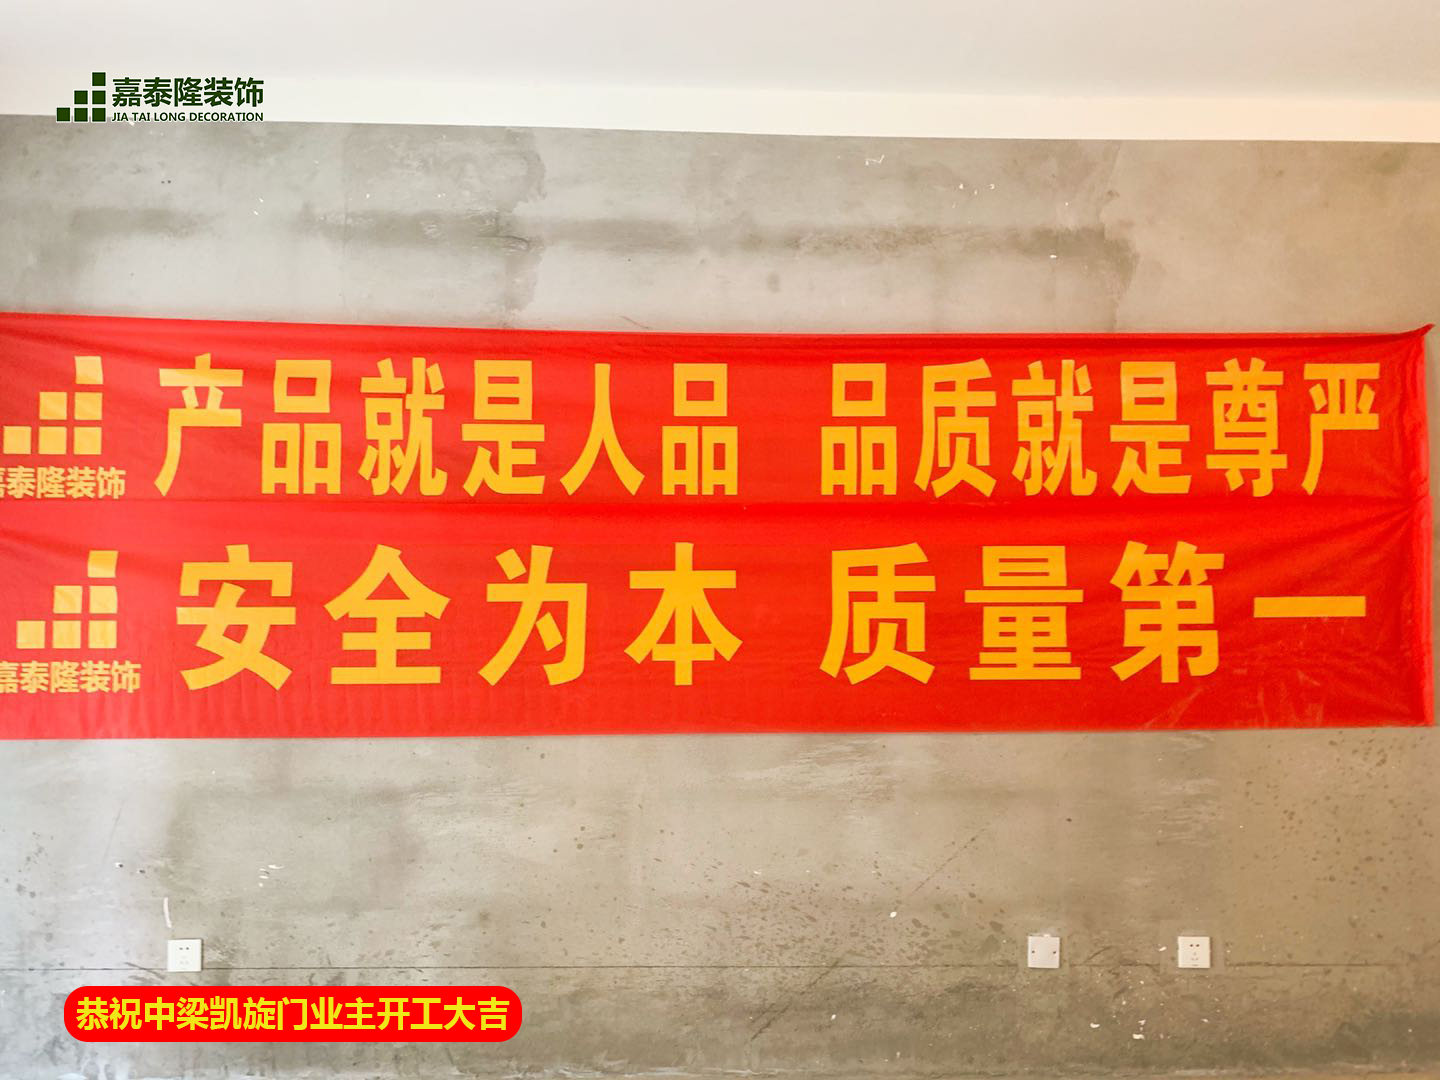 嘉泰隆装饰
JIA TAI LONG DECORATION
产品就是人品 品质就是尊严
嘉泰隆装饰
安全为本 质量第一
嘉泰隆装饰
恭祝中梁凯旋门业主开工大吉